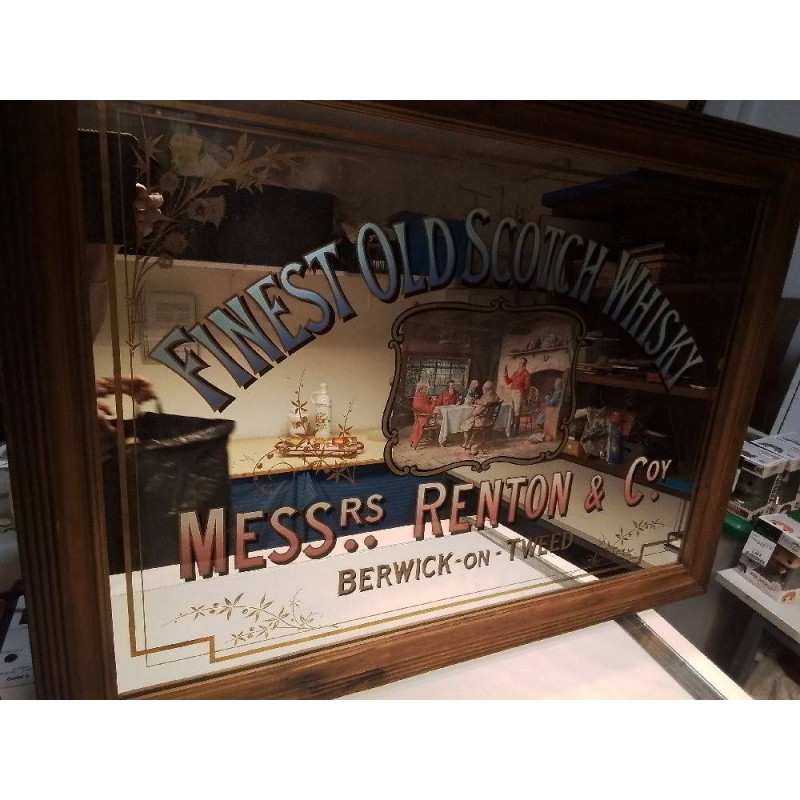 FINEST OLD SCOTCH WHISKY
MESSRS RENTON & COY.
BERWICK-ON-TWEED